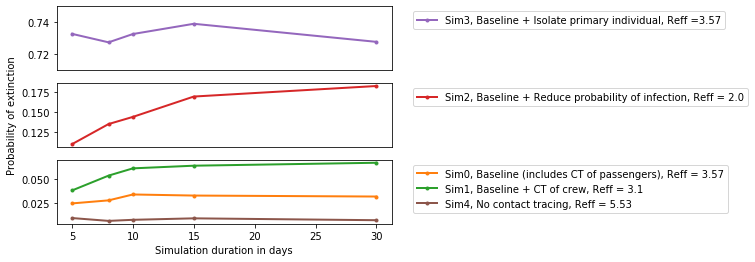 0.74
0.72
Sim3, Baseline + Isolate primary individual, Reff =3.57
Probability of extinction
0.175
0.150
0.125
Sim2, Baseline + Reduce probability of infection, Reff = 2.0
0.050
0.025
Sim0, Baseline (includes CT of passengers), Reff = 3.57
Sim1, Baseline + CT of crew, Reff = 3.1
Sim4, No contact tracing, Reff = 5.53
5 10 15 20 25 30
Simulation duration in days